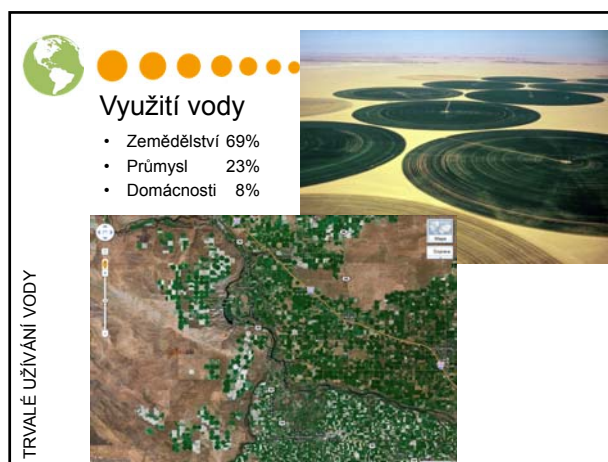 Využití vody
• Zemědělství 69%
• Průmysl 23%
• Domácnosti 8%
TRVALÉ UŽÍVÁNÍ VODY